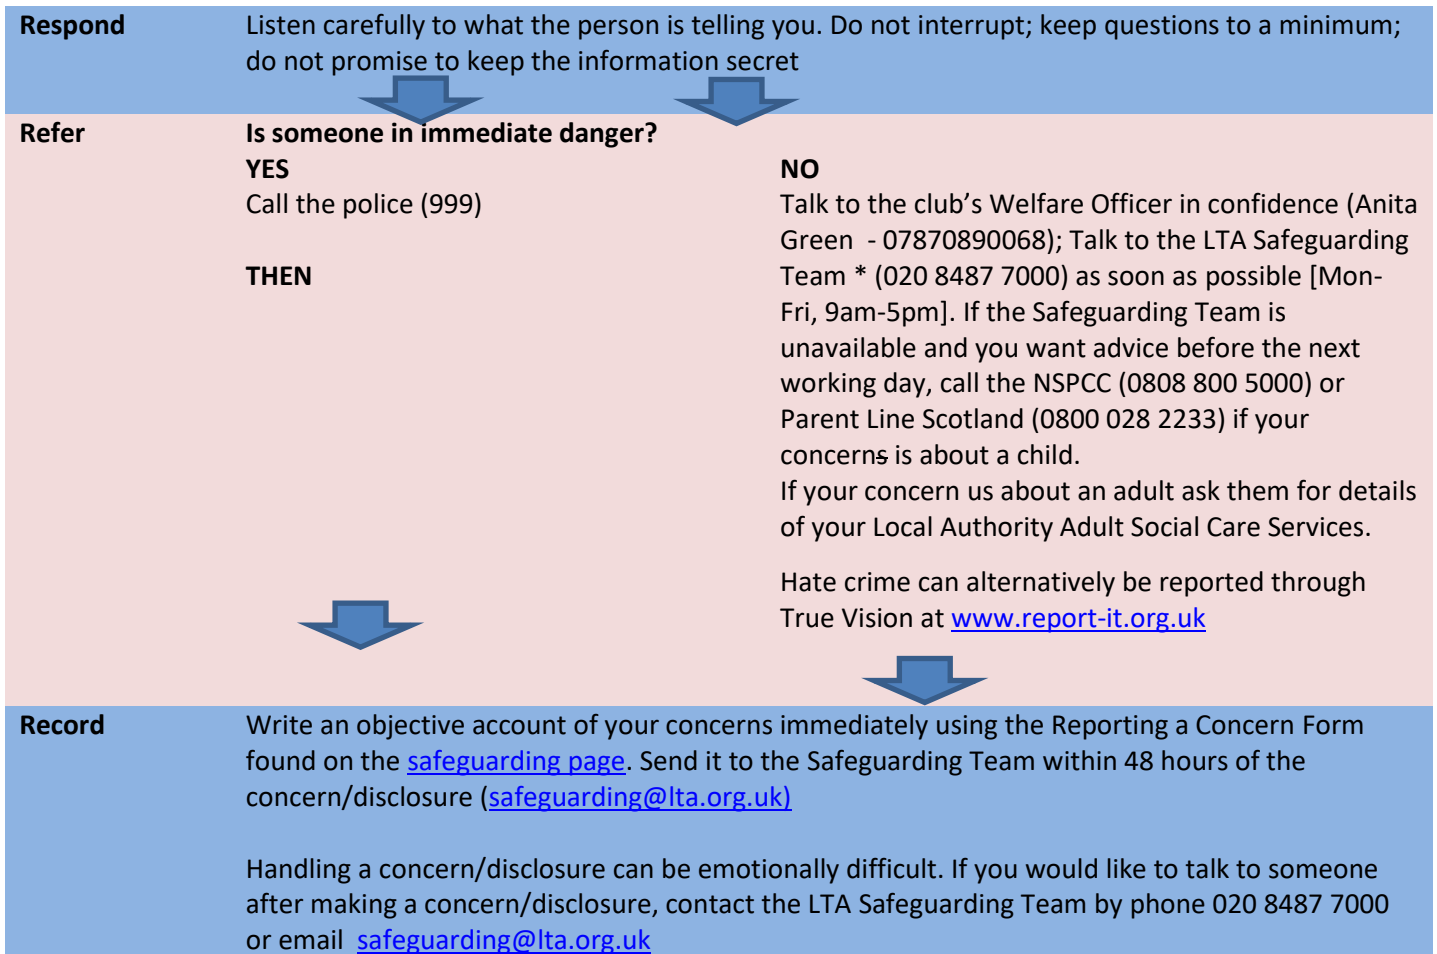 Respond
Listen carefully to what the person is telling you. Do not interrupt; keep questions to a minimum;
do not promise to keep the information secret
Refer
Is someone in immediate danger?
YES
Call the police (999)
THEN
NO
Talk to the club’s Welfare Officer in confidence (Anita
Green - 07870890068); Talk to the LTA Safeguarding
Team * (020 8487 7000) as soon as possible [Mon-
Fri, 9am-5pm]. If the Safeguarding Team is
unavailable and you want advice before the next
working day, call the NSPCC (0808 800 5000) or
Parent Line Scotland (0800 028 2233) if your
concerns is about a child.
If your concern us about an adult ask them for details
of your Local Authority Adult Social Care Services.
Hate crime can alternatively be reported through
True Vision at www.report-it.org.uk
Record
Write an objective account of your concerns immediately using the Reporting a Concern Form
found on the safeguarding page. Send it to the Safeguarding Team within 48 hours of the
concern/disclosure (safeguarding@lta.org.uk)
Handling a concern/disclosure can be emotionally difficult. If you would like to talk to someone
after making a concern/disclosure, contact the LTA Safeguarding Team by phone 020 8487 7000
or email safeguarding@lta.org.uk